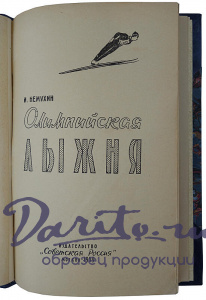 А. НЕМУХИН
Олимпийская
ЛЫЖНЯ
ИЗДАТЕЛЬСТВО
„Советская Россия"
Darito.ru
образец продукции